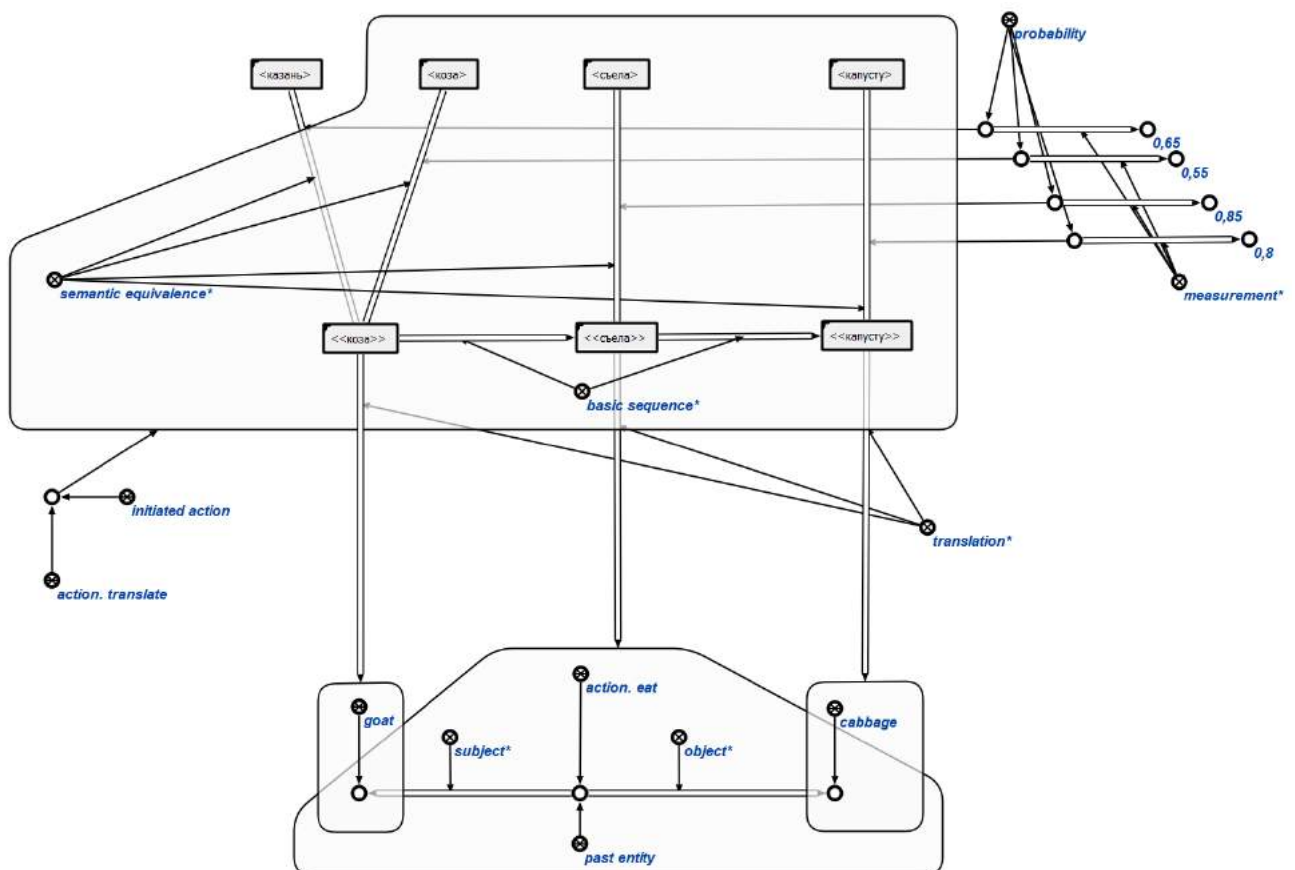 probability
<казань>
<коза>
<съела>
<капусту>
0,65
0,55
0,85
0,8
semantic equivalence*
measurement*
<<коза>>
<<съела>>
<<капусту>>
basic sequence*
initiated action
translation*
action. translate
action. eat
goat
cabbage
subject*
object*
past entity